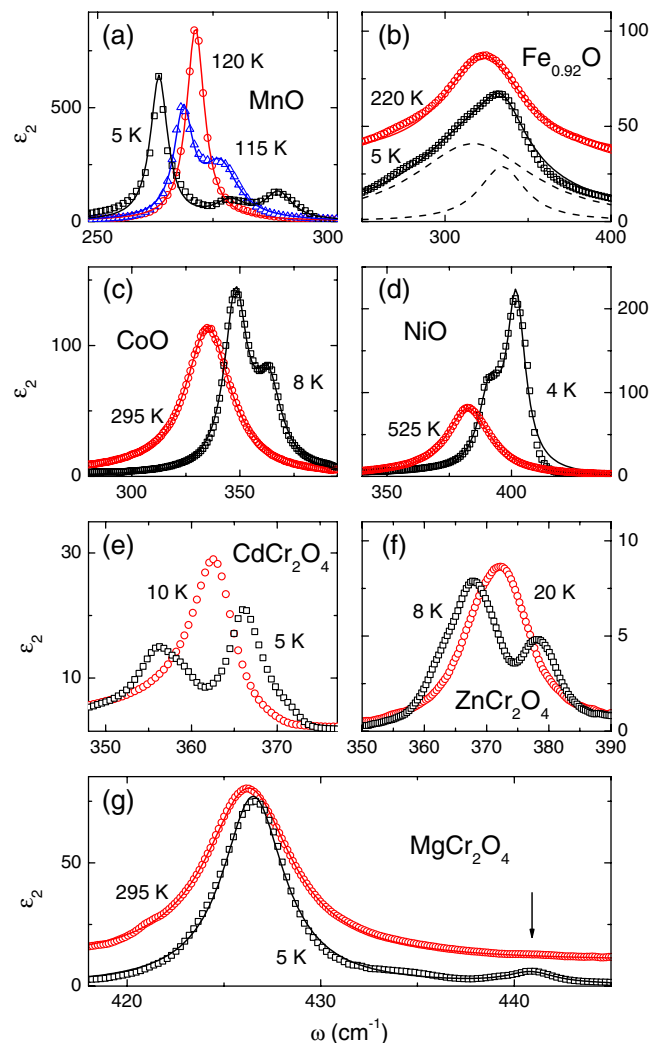 (a)
120 K
MnO
5 K
115 K
ε₂
500
0
250
300
(b)
Fe₀.₉₂O
220 K
5 K
100
50
0
300
400
(c)
CoO
295 K
8 K
ε₂
100
0
300
350
(d)
NiO
4 K
525 K
200
100
0
350
400
(e)
CdCr₂O₄
10 K
5 K
ε₂
30
10
350
360
370
(f)
8 K
20 K
ZnCr₂O₄
10
5
0
350
360
370
380
390
(g)
MgCr₂O₄
295 K
5 K
ε₂
50
0
420
430
440
ω (cm⁻¹)